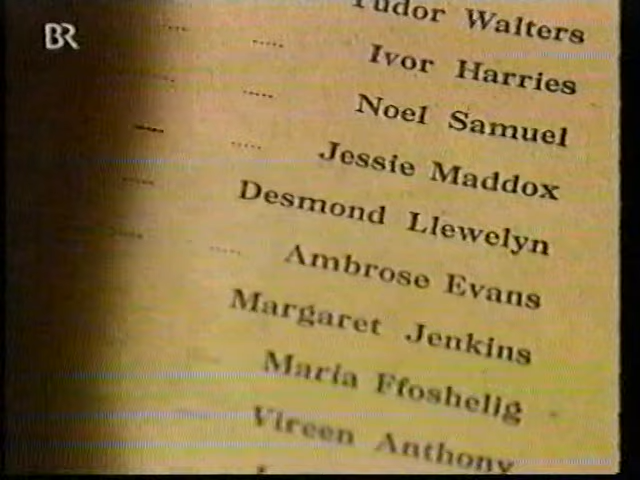 BR
Tudor Walters
Ivor Harries
Noel Samuel
Jessie Maddox
Desmond Llewelyn
Ambrose Evans
Margaret Jenkins
Maria Ffoshelig
Vireen Anthony